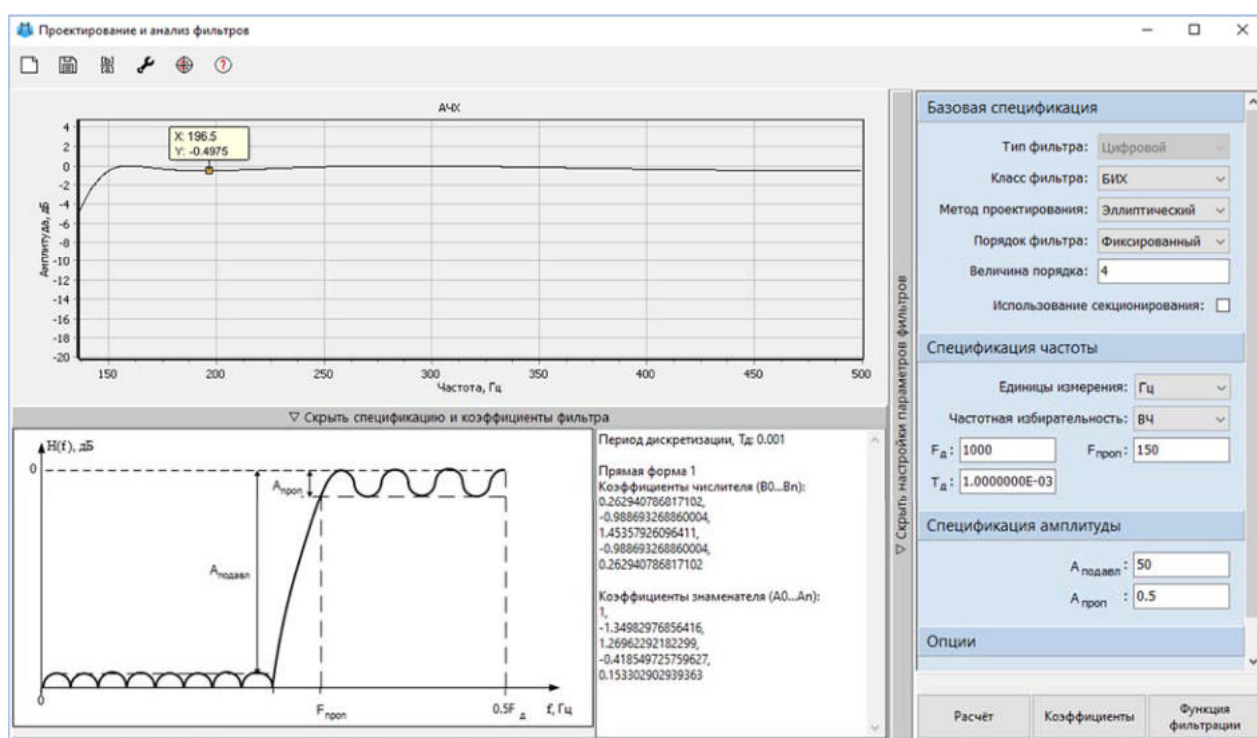 Проектирование и анализ фильтров
АЧХ
X: 196.5
Y: -0.4975
4
2
0
-2
-4
-6
-8
-10
-12
-14
-16
-18
-20
Амплитуда, дБ
150 200 250 300 350 400 450 500
Частота, Гц
▽ Скрыть спецификацию и коэффициенты фильтра
H(f), дБ
0
Aпроп
Aподавл
0
Fпроп
0.5Fд
f, Гц
Период дискретизации, Tд: 0.001
Прямая форма 1
Коэффициенты числителя (B0...Bn):
0.262940786817102,
-0.988693268860004,
1.45357926096411,
-0.988693268860004,
0.262940786817102
Коэффициенты знаменателя (A0...An):
1,
-1.34982976856416,
1.26962292182299,
-0.418549725759627,
0.153302902939363
▽ Скрыть настройки параметров фильтров
Базовая спецификация
Тип фильтра: Цифровой
Класс фильтра: БИХ
Метод проектирования: Эллиптический
Порядок фильтра: Фиксированный
Величина порядка: 4
Использование секционирования:
Спецификация частоты
Единицы измерения: Гц
Частотная избирательность: ВЧ
Fд: 1000 Fпроп: 150
Tд: 1.0000000E-03
Спецификация амплитуды
A подавл: 50
A проп : 0.5
Опции
Расчёт
Коэффициенты
Функция
фильтрации